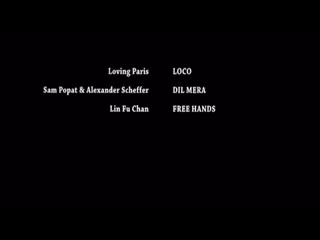 Loving Paris LOCO
Sam Popat & Alexander Scheffer DIL MERA
Lin Fu Chan FREE HANDS